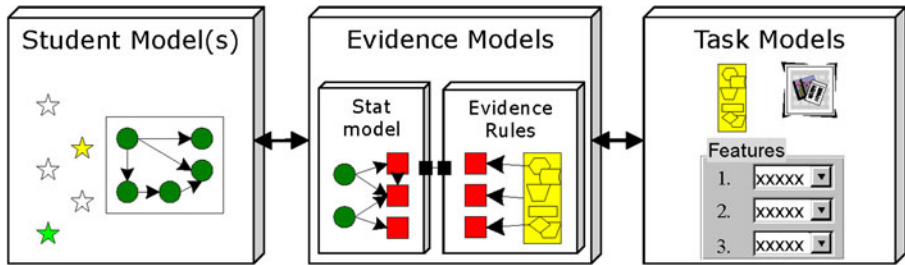 Student Model(s)
Evidence Models
Stat
model
Evidence
Rules
Task Models
Features
1. xxxxx
2. xxxxx
3. xxxxx